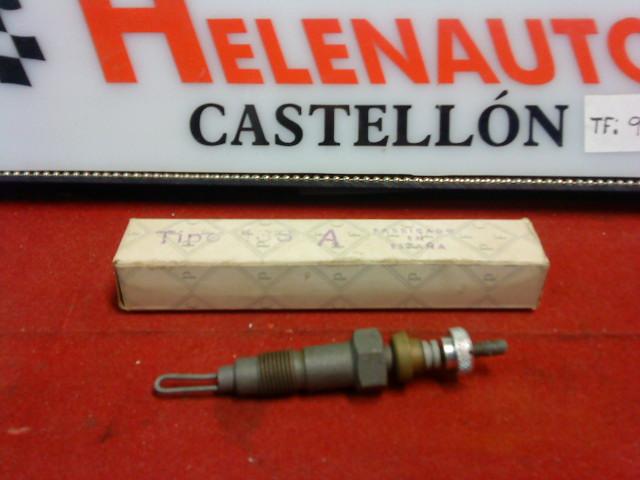 HELENAUTO
CASTELLÓN
TF: 9
Tipo
A
FABRICADO
EN
ESPAÑA